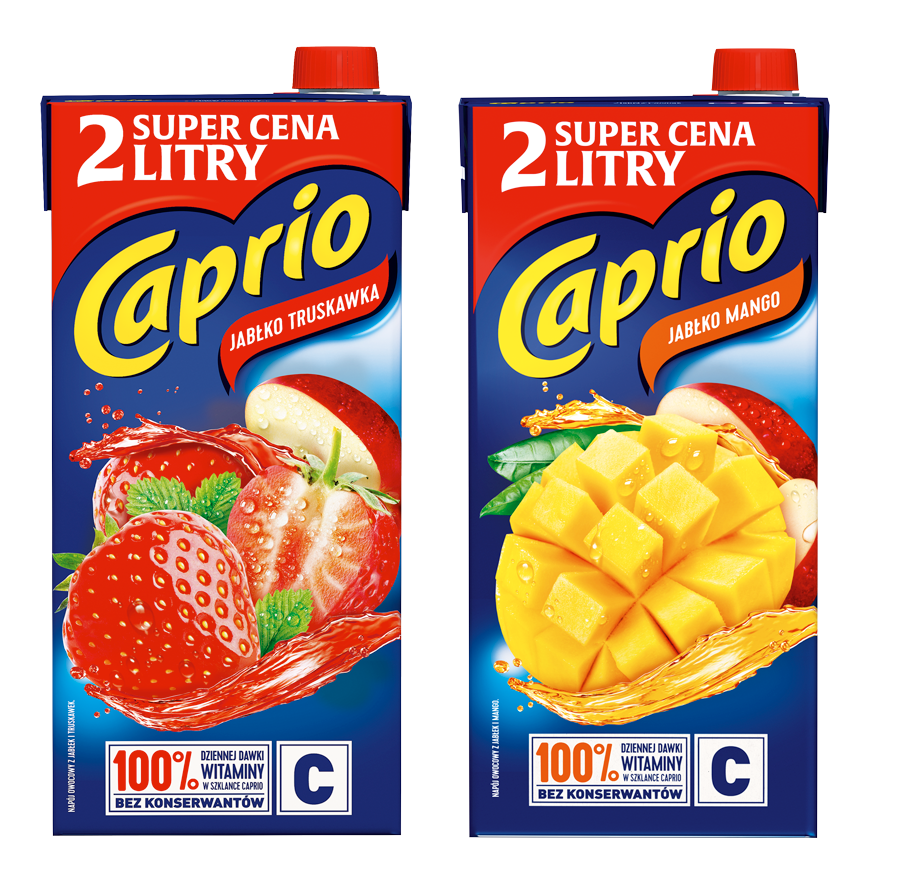 2 SUPER CENA
LITRY
Caprio
JABŁKO TRUSKAWKA
NAPÓJ OWOCOWY Z JABŁEK I TRUSKAWEK.
100% DZIENNEJ DAWKI
WITAMINY
W SZKLANCE CAPRIO
BEZ KONSERWANTÓW
C
2 SUPER CENA
LITRY
Caprio
JABŁKO MANGO
NAPÓJ OWOCOWY Z JABŁEK I MANGO.
100% DZIENNEJ DAWKI
WITAMINY
W SZKLANCE CAPRIO
BEZ KONSERWANTÓW
C